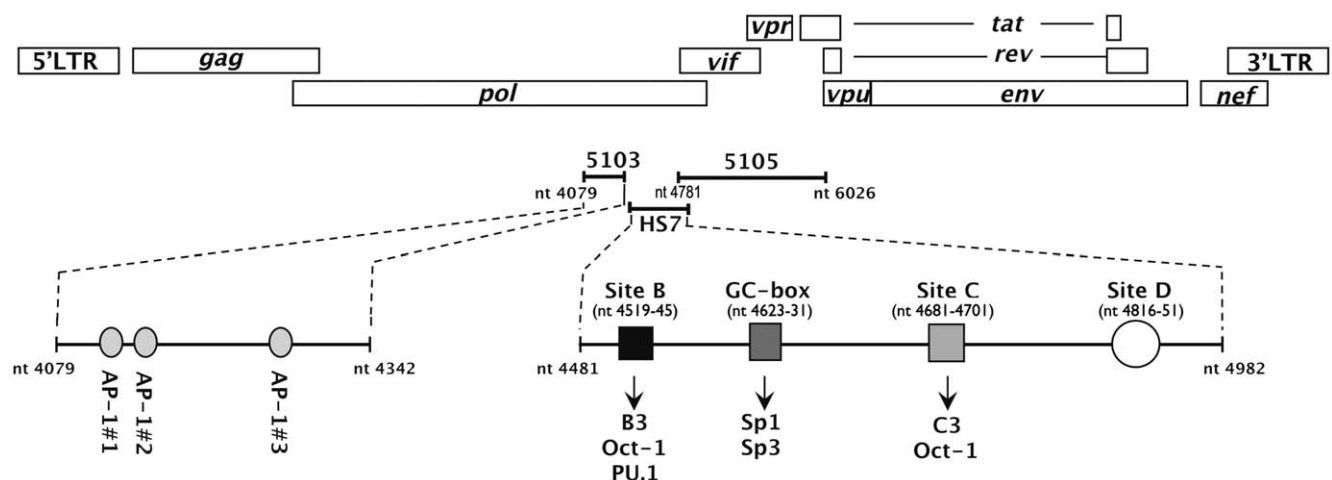 vpr
tat
5'LTR
gag
vif
rev
3'LTR
pol
vpu
env
nef
5103
5105
nt 4079
nt 4781
nt 6026
HS7
Site B
GC-box
Site C
Site D
(nt 4519-45)
(nt 4623-31)
(nt 4681-4701)
(nt 4816-51)
nt 4079
nt 4342
nt 4481
nt 4982
AP-1#1
AP-1#2
AP-1#3
B3
Oct-1
PU.1
Sp1
Sp3
C3
Oct-1